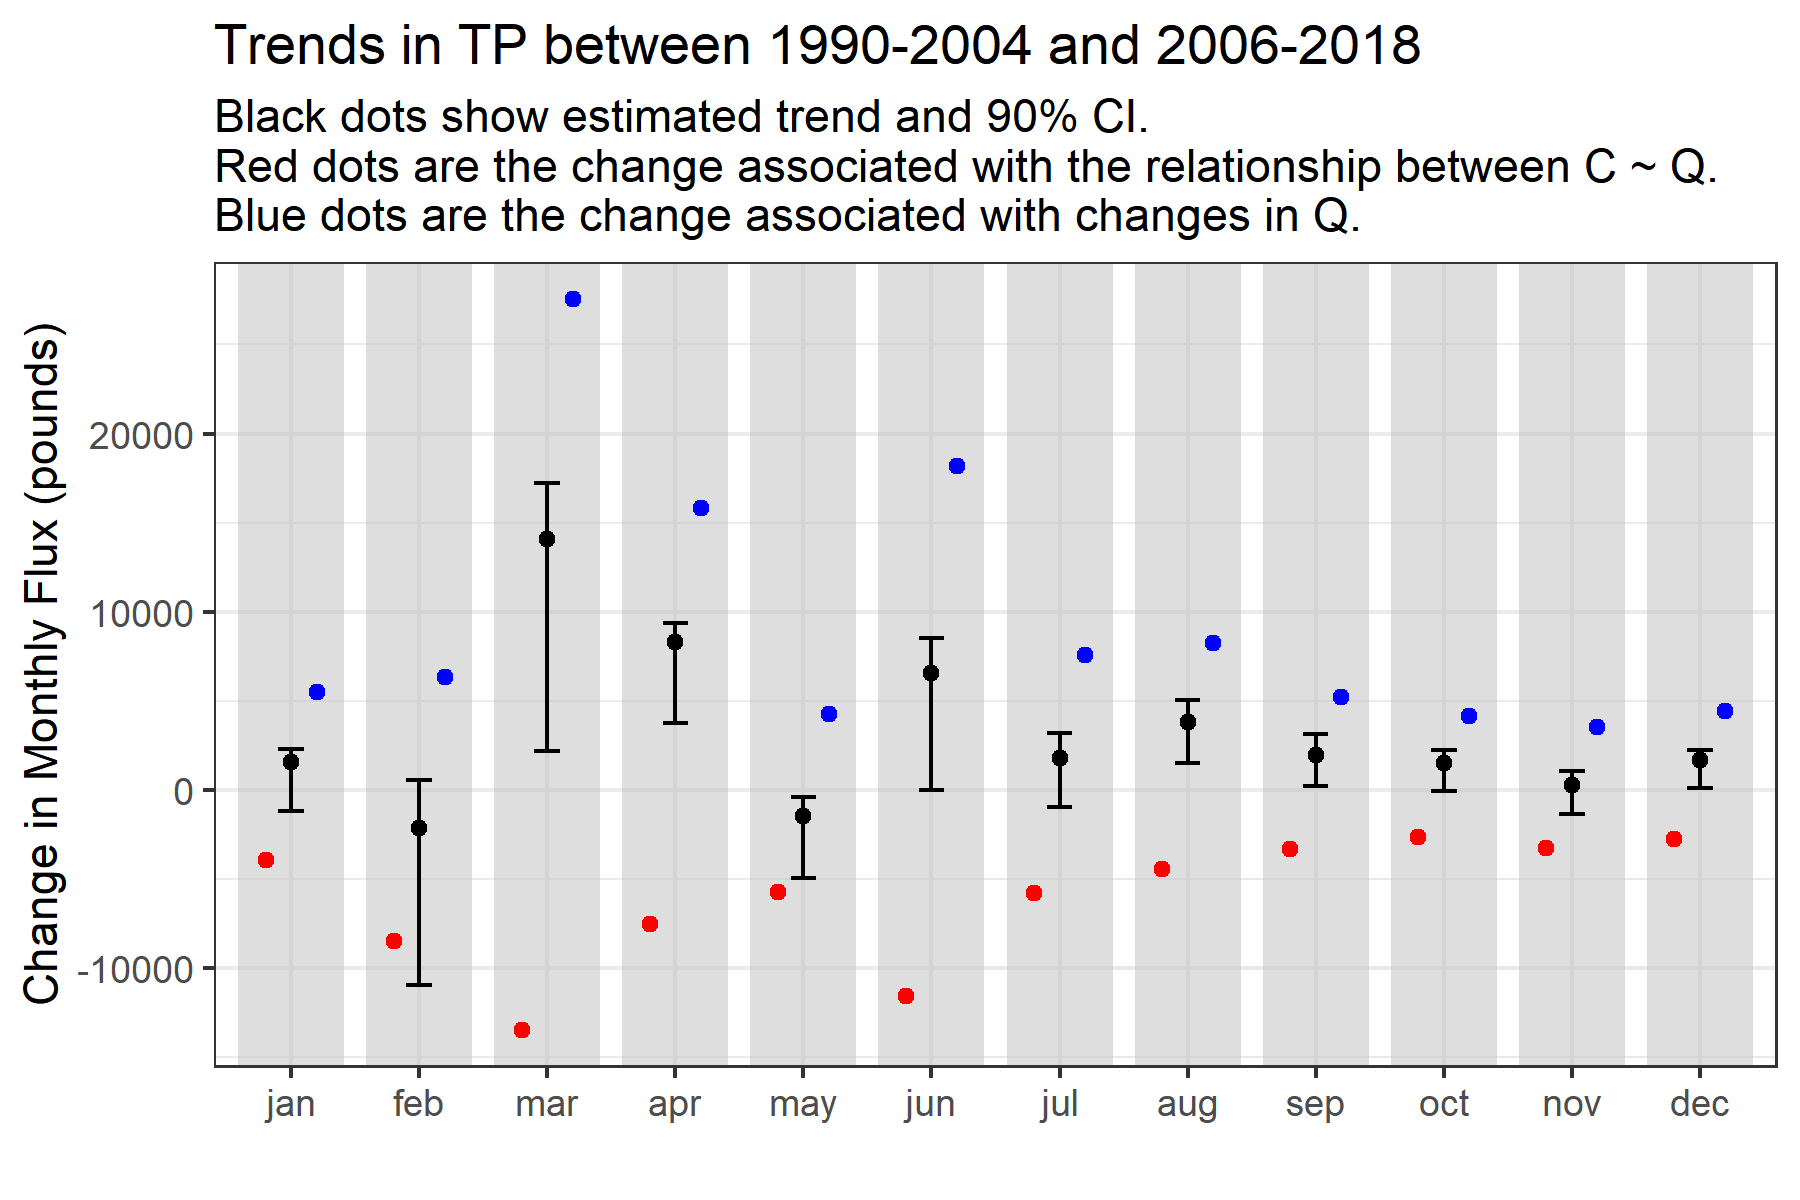 Trends in TP between 1990-2004 and 2006-2018
Black dots show estimated trend and 90% CI.
Red dots are the change associated with the relationship between C ~ Q.
Blue dots are the change associated with changes in Q.
Change in Monthly Flux (pounds)
20000
10000
0
-10000
jan feb mar apr may jun jul aug sep oct nov dec